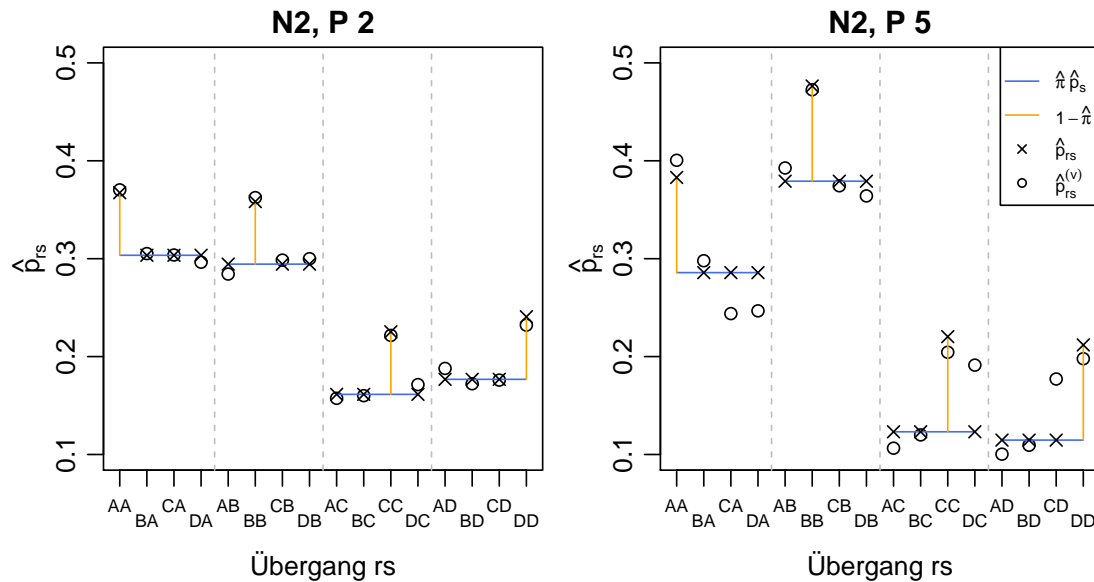 N2, P 2
0.5
0.4
0.3
0.2
0.1
p̂rs
AA
BA
CA
DA
AB
BB
CB
DB
AC
BC
CC
DC
AD
BD
CD
DD
Übergang rs
N2, P 5
0.5
0.4
0.3
0.2
0.1
p̂rs
π̂ p̂s
1 − π̂
p̂rs
p̂rs(v)
AA
BA
CA
DA
AB
BB
CB
DB
AC
BC
CC
DC
AD
BD
CD
DD
Übergang rs